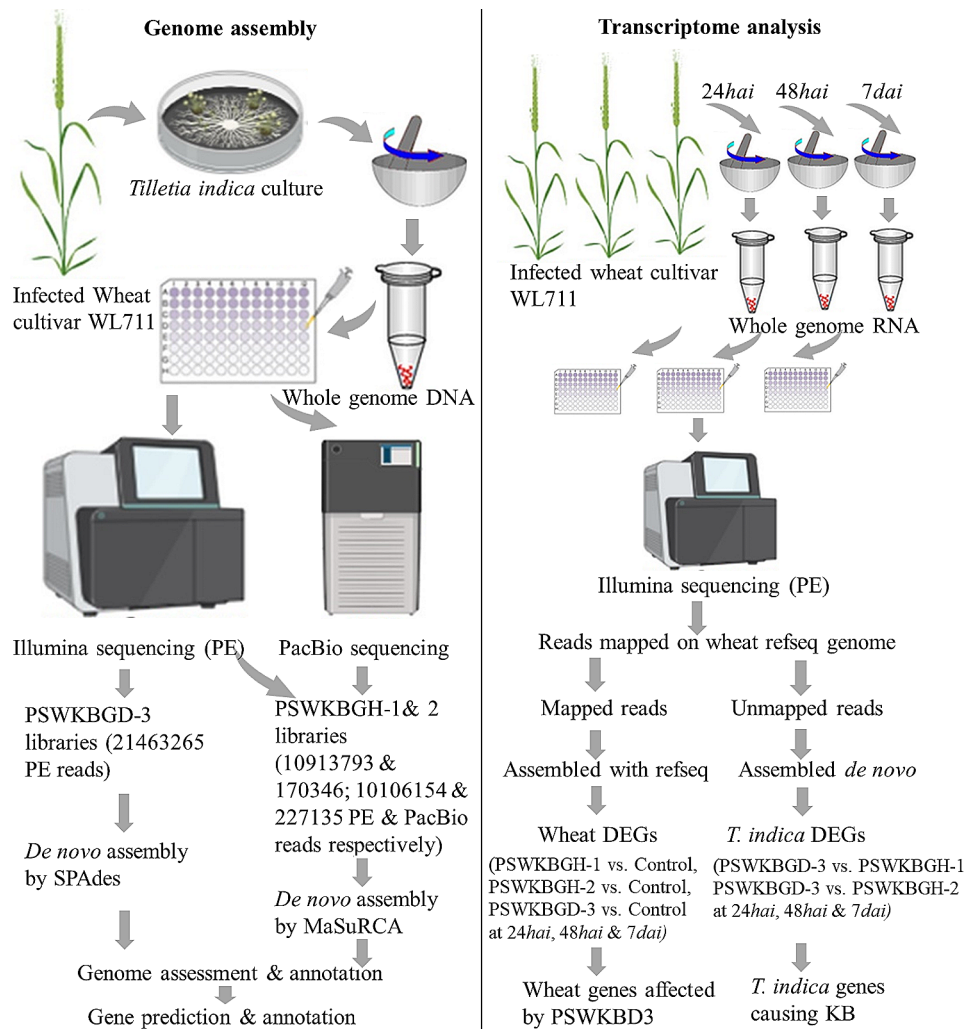 Genome assembly
Tilletia indica culture
Infected Wheat
cultivar WL711
Whole genome DNA
Illumina sequencing (PE)
PacBio sequencing
PSWKBGD-3
libraries (21463265
PE reads)
PSWKBGH-1& 2
libraries
(10913793 &
170346; 10106154 &
227135 PE & PacBio
reads respectively)
De novo assembly
by SPAdes
De novo assembly
by MaSuRCA
Genome assessment & annotation
Gene prediction & annotation
Transcriptome analysis
24hai 48hai 7dai
Infected wheat cultivar
WL711
Whole genome RNA
Illumina sequencing (PE)
Reads mapped on wheat refseq genome
Mapped reads
Unmapped reads
Assembled with refseq
Assembled de novo
Wheat DEGs
(PSWKBGH-1 vs. Control,
PSWKBGH-2 vs. Control,
PSWKBGD-3 vs. Control
at 24hai, 48hai & 7dai)
T. indica DEGs
(PSWKBGD-3 vs. PSWKBGH-1
PSWKBGD-3 vs. PSWKBGH-2
at 24hai, 48hai & 7dai)
Wheat genes affected
by PSWKBD3
T. indica genes
causing KB